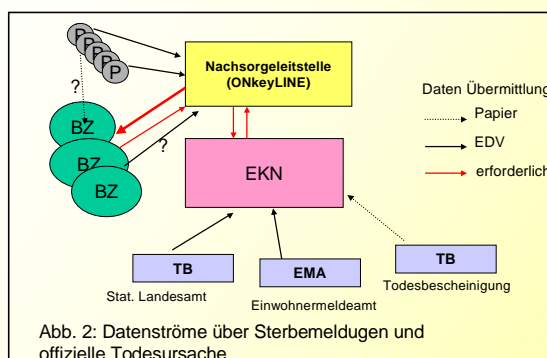 P
P
P
P
P
?
Nachsorgeleitstelle
(ONkeyLINE)
Daten Übermittlung
Papier
EDV
erforderlich
BZ
BZ
BZ
?
EKN
TB
EMA
TB
Stat. Landesamt
Einwohnermeldeamt
Todesbescheinigung
Abb. 2: Datenströme über Sterbemeldugen und
offizielle Todesursache